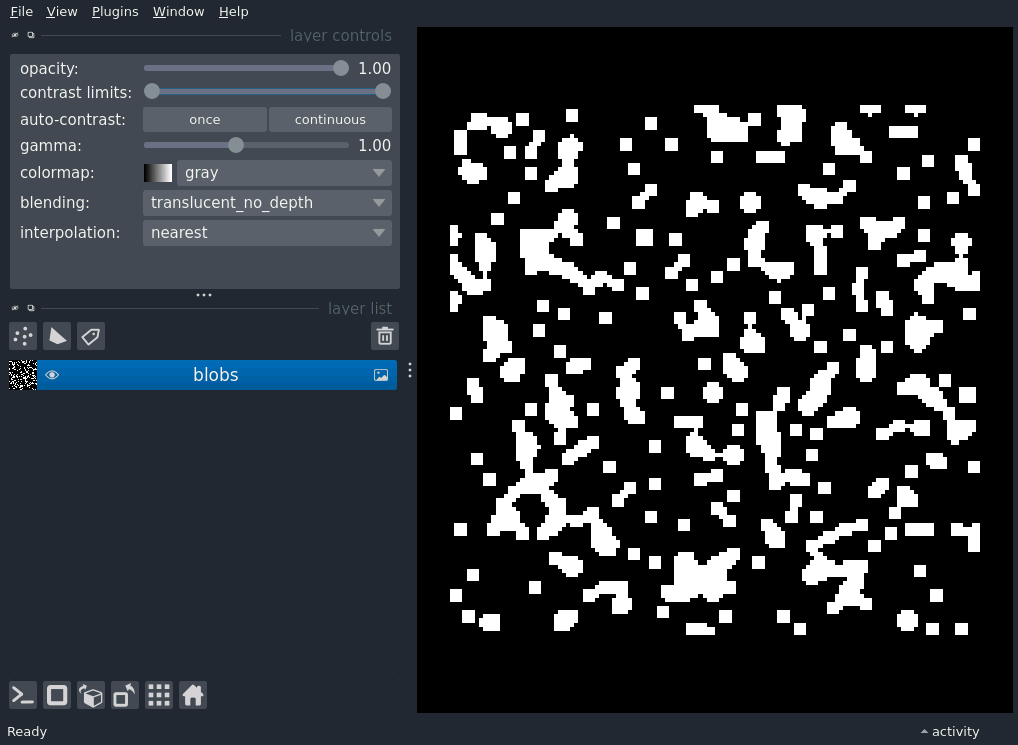 File View Plugins Window Help
layer controls
opacity: 1.00
contrast limits:
auto-contrast: once continuous
gamma: 1.00
colormap: gray
blending: translucent_no_depth
interpolation: nearest
layer list
blobs
Ready activity